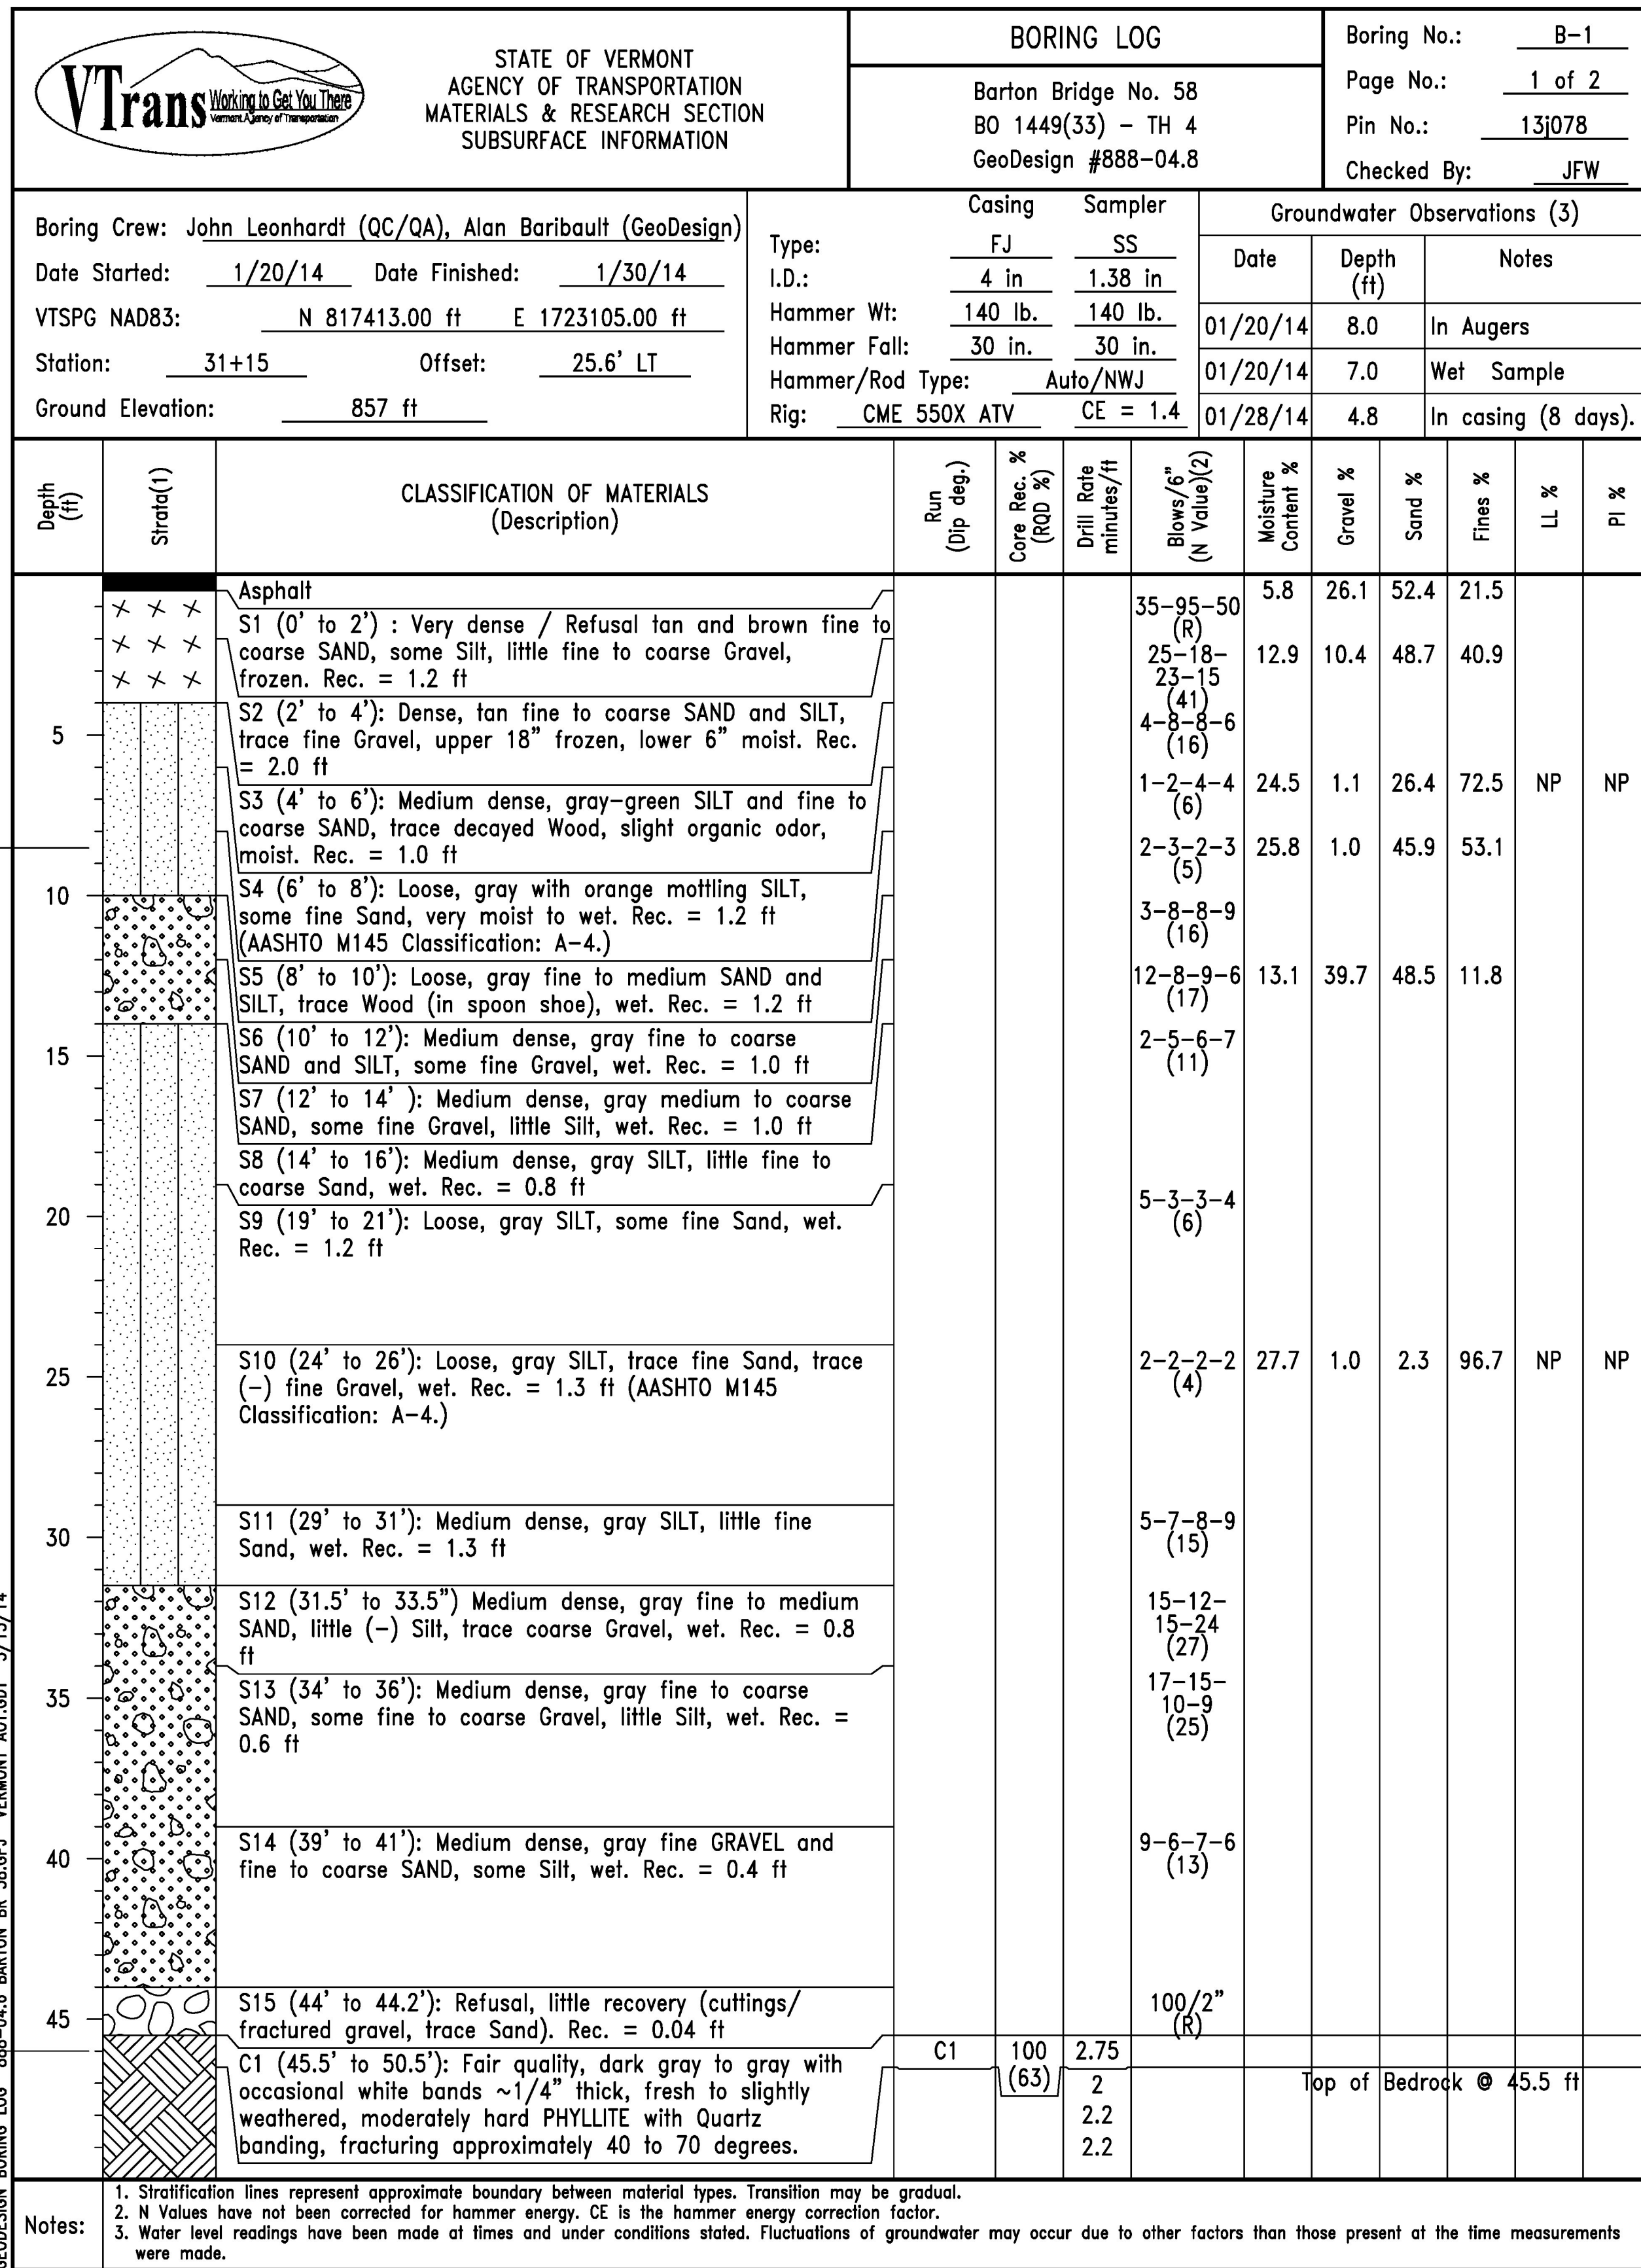 VTrans Working to Get You There
Vermont Agency of Transportation
STATE OF VERMONT
AGENCY OF TRANSPORTATION
MATERIALS & RESEARCH SECTION
SUBSURFACE INFORMATION
BORING LOG
Barton Bridge No. 58
BO 1449(33) – TH 4
GeoDesign #888–04.8
Boring No.: B–1
Page No.: 1 of 2
Pin No.: 13j078
Checked By: JFW
Boring Crew: John Leonhardt (QC/QA), Alan Baribault (GeoDesign)
Date Started: 1/20/14 Date Finished: 1/30/14
VTSPG NAD83: N 817413.00 ft E 1723105.00 ft
Station: 31+15 Offset: 25.6' LT
Ground Elevation: 857 ft
Casing Sampler
Type: FJ SS
I.D.: 4 in 1.38 in
Hammer Wt: 140 lb. 140 lb.
Hammer Fall: 30 in. 30 in.
Hammer/Rod Type: Auto/NWJ
Rig: CME 550X ATV CE = 1.4
Groundwater Observations (3)
Date Depth (ft) Notes
01/20/14 8.0 In Augers
01/20/14 7.0 Wet Sample
01/28/14 4.8 In casing (8 days).
Depth (ft)
Strata(1)
CLASSIFICATION OF MATERIALS
(Description)
Run (Dip deg.)
Core Rec. % (RQD %)
Drill Rate minutes/ft
Blows/6" (N Value)(2)
Moisture Content %
Gravel %
Sand %
Fines %
LL %
PI %
Asphalt
5.8 26.1 52.4 21.5
35–95–50
(R)
S1 (0' to 2') : Very dense / Refusal tan and brown fine to
coarse SAND, some Silt, little fine to coarse Gravel,
frozen. Rec. = 1.2 ft
25–18– 12.9 10.4 48.7 40.9
23–15
(41)
S2 (2' to 4'): Dense, tan fine to coarse SAND and SILT,
trace fine Gravel, upper 18" frozen, lower 6" moist. Rec.
= 2.0 ft
4–8–8–6
(16)
5
S3 (4' to 6'): Medium dense, gray–green SILT and fine to
coarse SAND, trace decayed Wood, slight organic odor,
moist. Rec. = 1.0 ft
1–2–4–4 24.5 1.1 26.4 72.5 NP NP
(6)
2–3–2–3 25.8 1.0 45.9 53.1
(5)
S4 (6' to 8'): Loose, gray with orange mottling SILT,
some fine Sand, very moist to wet. Rec. = 1.2 ft
(AASHTO M145 Classification: A–4.)
10
3–8–8–9
(16)
S5 (8' to 10'): Loose, gray fine to medium SAND and
SILT, trace Wood (in spoon shoe), wet. Rec. = 1.2 ft
12–8–9–6 13.1 39.7 48.5 11.8
(17)
S6 (10' to 12'): Medium dense, gray fine to coarse
SAND and SILT, some fine Gravel, wet. Rec. = 1.0 ft
2–5–6–7
(11)
15
S7 (12' to 14' ): Medium dense, gray medium to coarse
SAND, some fine Gravel, little Silt, wet. Rec. = 1.0 ft
S8 (14' to 16'): Medium dense, gray SILT, little fine to
coarse Sand, wet. Rec. = 0.8 ft
20
S9 (19' to 21'): Loose, gray SILT, some fine Sand, wet.
Rec. = 1.2 ft
5–3–3–4
(6)
25
S10 (24' to 26'): Loose, gray SILT, trace fine Sand, trace
(–) fine Gravel, wet. Rec. = 1.3 ft (AASHTO M145
Classification: A–4.)
2–2–2–2 27.7 1.0 2.3 96.7 NP NP
(4)
30
S11 (29' to 31'): Medium dense, gray SILT, little fine
Sand, wet. Rec. = 1.3 ft
5–7–8–9
(15)
S12 (31.5' to 33.5") Medium dense, gray fine to medium
SAND, little (–) Silt, trace coarse Gravel, wet. Rec. = 0.8
ft
15–12–
15–24
(27)
35
S13 (34' to 36'): Medium dense, gray fine to coarse
SAND, some fine to coarse Gravel, little Silt, wet. Rec. =
0.6 ft
17–15–
10–9
(25)
40
S14 (39' to 41'): Medium dense, gray fine GRAVEL and
fine to coarse SAND, some Silt, wet. Rec. = 0.4 ft
9–6–7–6
(13)
45
S15 (44' to 44.2'): Refusal, little recovery (cuttings/
fractured gravel, trace Sand). Rec. = 0.04 ft
100/2"
(R)
C1 (45.5' to 50.5'): Fair quality, dark gray to gray with
occasional white bands ~1/4" thick, fresh to slightly
weathered, moderately hard PHYLLITE with Quartz
banding, fracturing approximately 40 to 70 degrees.
C1 100 2.75
(63) 2
2.2
2.2
Top of Bedrock @ 45.5 ft
Notes:
1. Stratification lines represent approximate boundary between material types. Transition may be gradual.
2. N Values have not been corrected for hammer energy. CE is the hammer energy correction factor.
3. Water level readings have been made at times and under conditions stated. Fluctuations of groundwater may occur due to other factors than those present at the time measurements
were made.